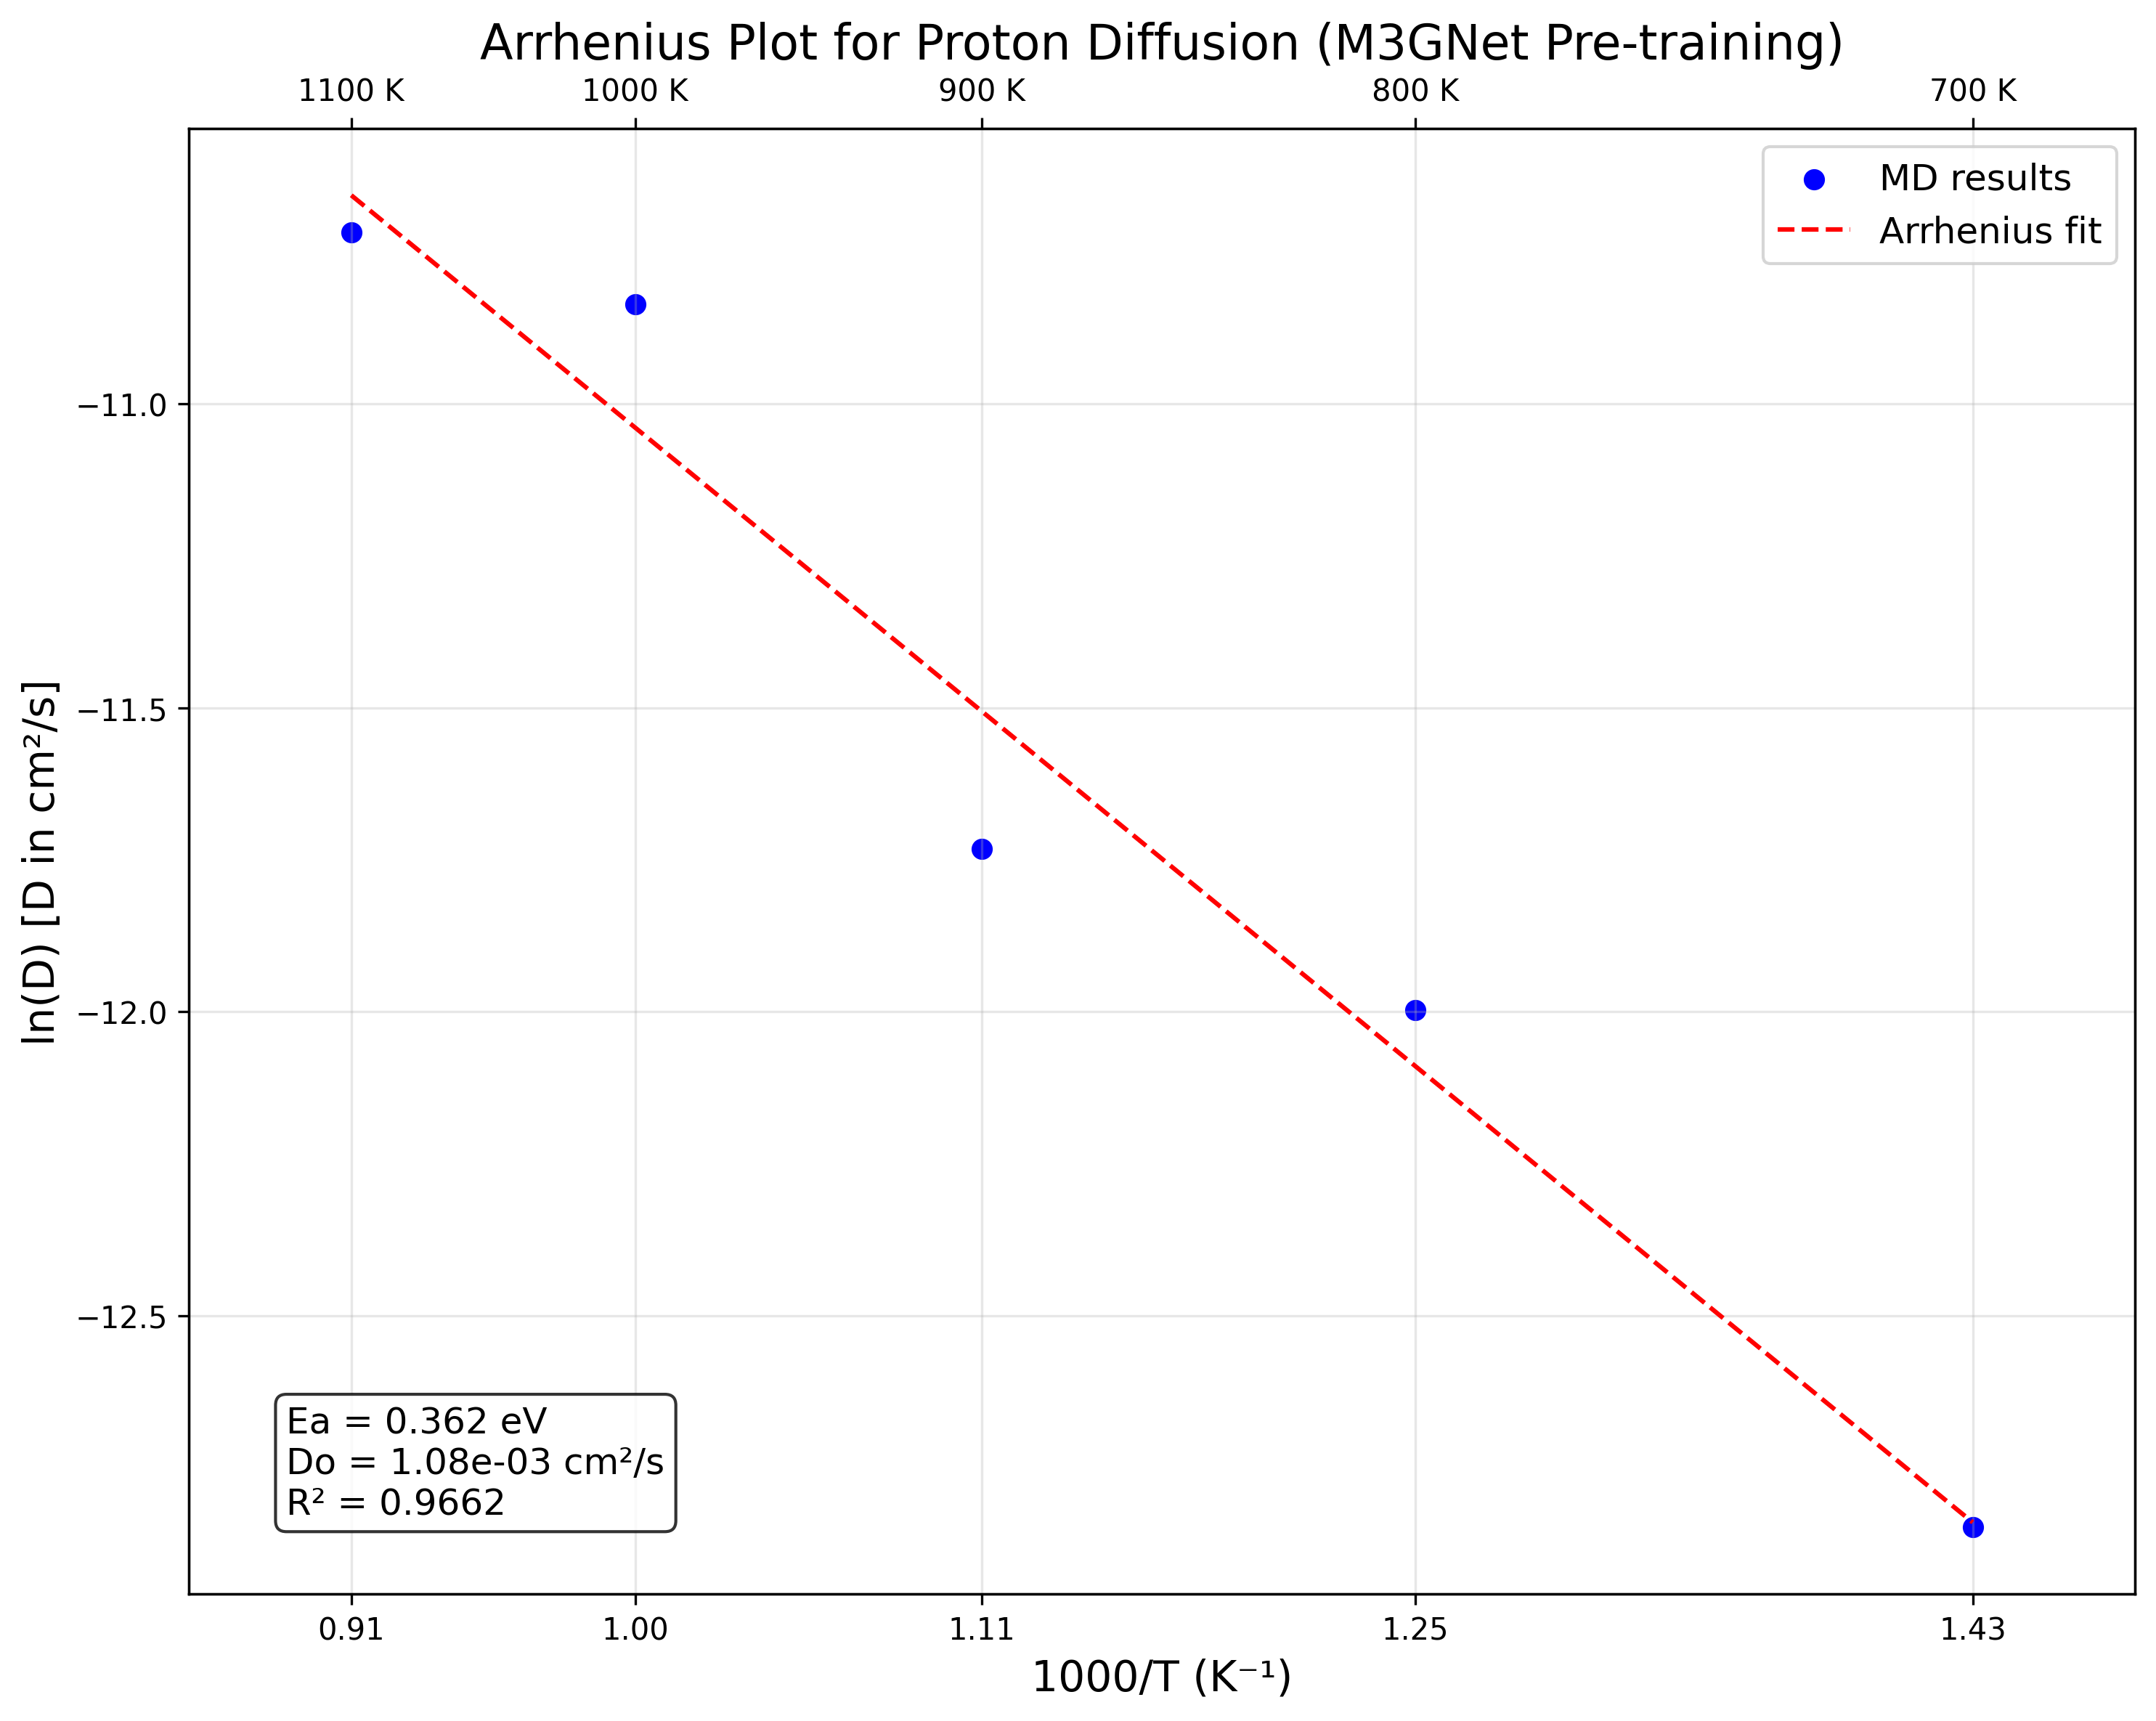 Arrhenius Plot for Proton Diffusion (M3GNet Pre-training)
1100 K 1000 K 900 K 800 K 700 K
MD results
Arrhenius fit
ln(D) [D in cm²/s]
−11.0
−11.5
−12.0
−12.5
Ea = 0.362 eV
Do = 1.08e-03 cm²/s
R² = 0.9662
0.91 1.00 1.11 1.25 1.43
1000/T (K⁻¹)